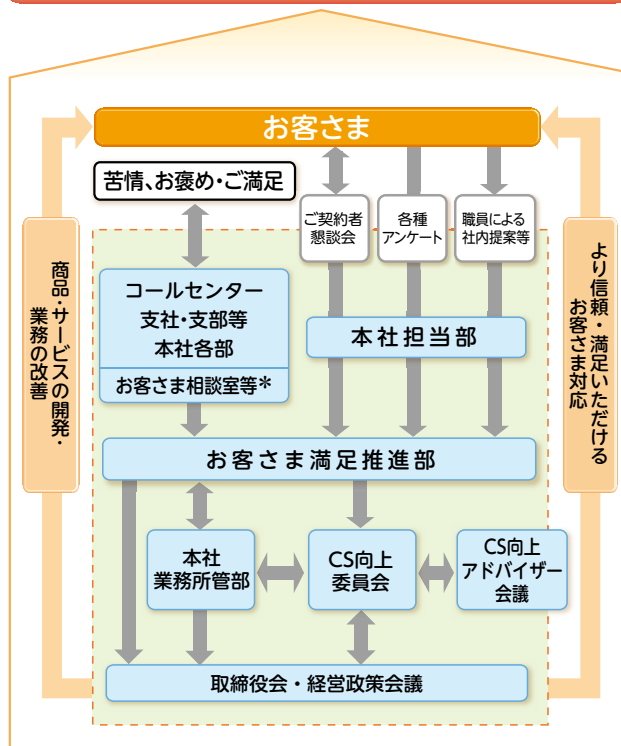 お客さま
苦情、お褒め・ご満足
ご契約者
懇談会
各種
アンケート
職員による
社内提案等
商品・サービスの開発・
業務の改善
より信頼・満足いただける
お客さま対応
コールセンター
支社・支部等
本社各部
お客さま相談室等*
本社担当部
お客さま満足推進部
本社
業務所管部
CS向上
委員会
CS向上
アドバイザー
会議
取締役会・経営政策会議